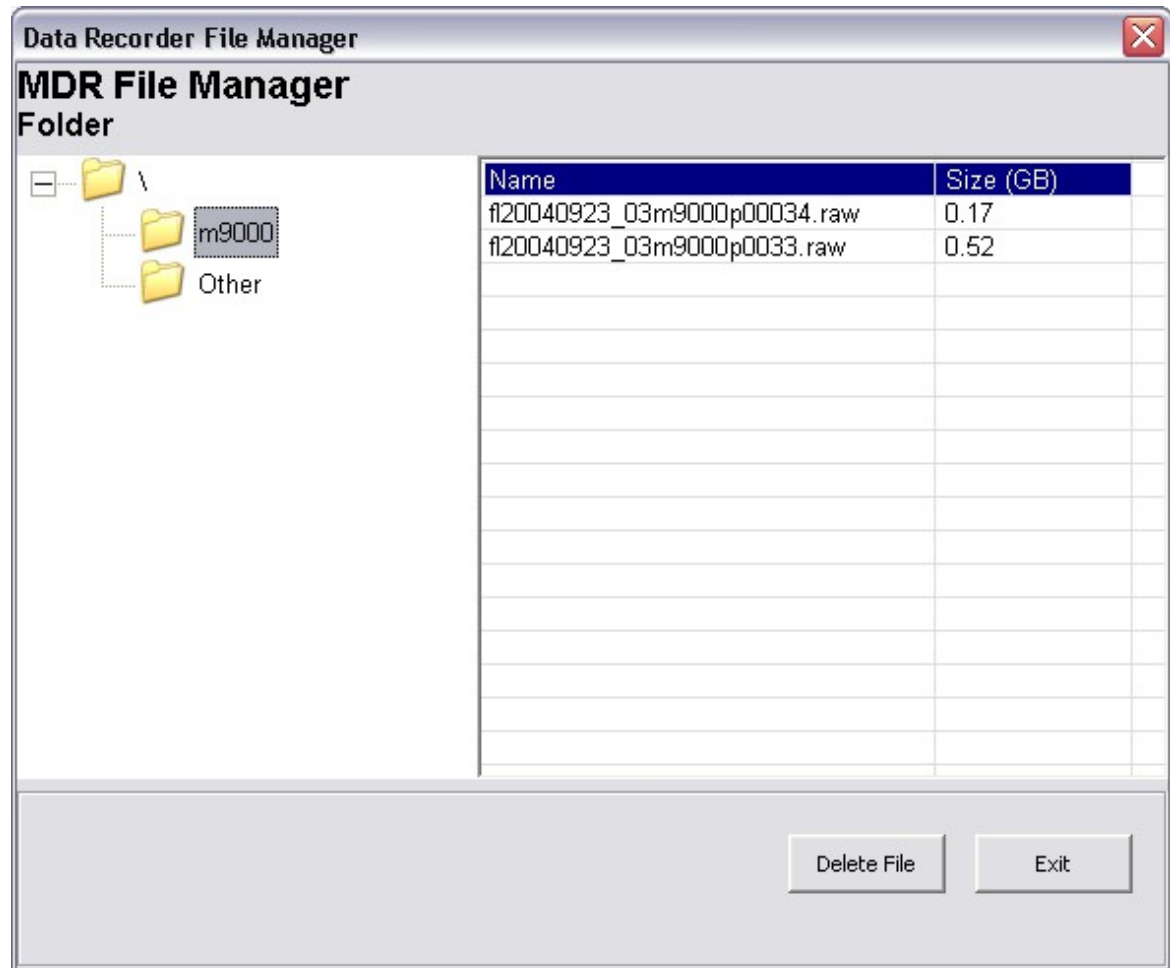 Data Recorder File Manager
MDR File Manager
Folder
\
m9000
Other
Name Size (GB)
fl20040923_03m9000p00034.raw 0.17
fl20040923_03m9000p0033.raw 0.52
Delete File Exit